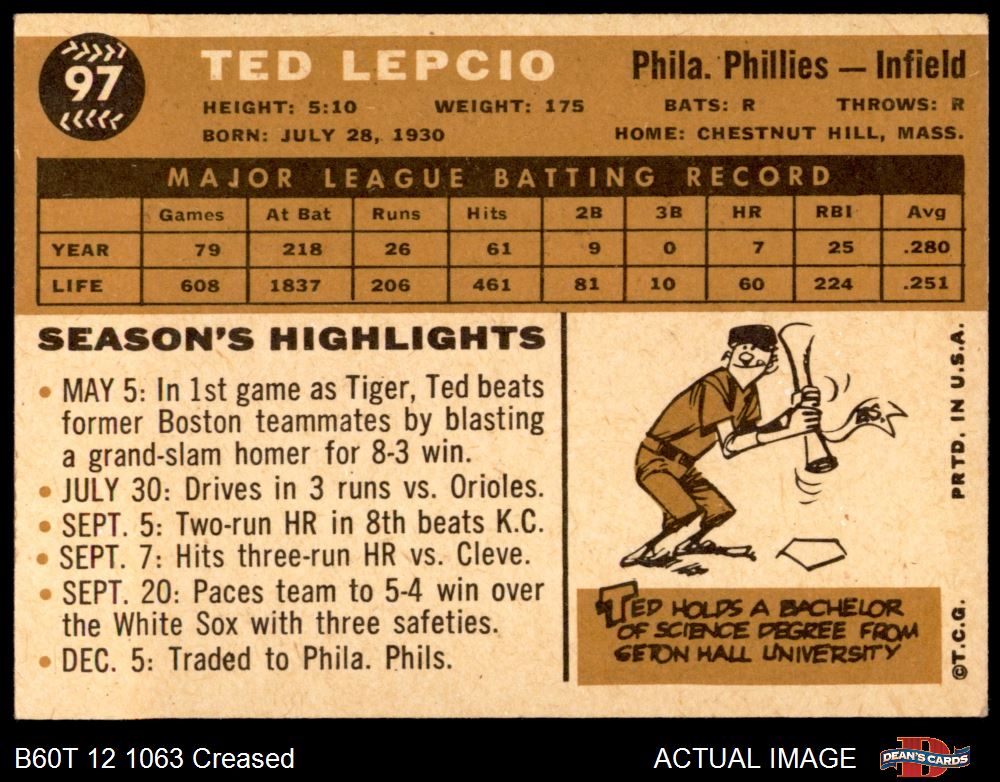 97
TED LEPCIO
Phila. Phillies — Infield
HEIGHT: 5:10 WEIGHT: 175 BATS: R THROWS: R
BORN: JULY 28, 1930 HOME: CHESTNUT HILL, MASS.
MAJOR LEAGUE BATTING RECORD
Games At Bat Runs Hits 2B 3B HR RBI Avg
YEAR 79 218 26 61 9 0 7 25 .280
LIFE 608 1837 206 461 81 10 60 224 .251
SEASON'S HIGHLIGHTS
• MAY 5: In 1st game as Tiger, Ted beats
former Boston teammates by blasting
a grand-slam homer for 8-3 win.
• JULY 30: Drives in 3 runs vs. Orioles.
• SEPT. 5: Two-run HR in 8th beats K.C.
• SEPT. 7: Hits three-run HR vs. Cleve.
• SEPT. 20: Paces team to 5-4 win over
the White Sox with three safeties.
• DEC. 5: Traded to Phila. Phils.
B.S.
TED HOLDS A BACHELOR
OF SCIENCE DEGREE FROM
SETON HALL UNIVERSITY
PRTD. IN U.S.A.
©T.C.G.
B60T 12 1063 Creased
ACTUAL IMAGE
DEAN'S CARDS